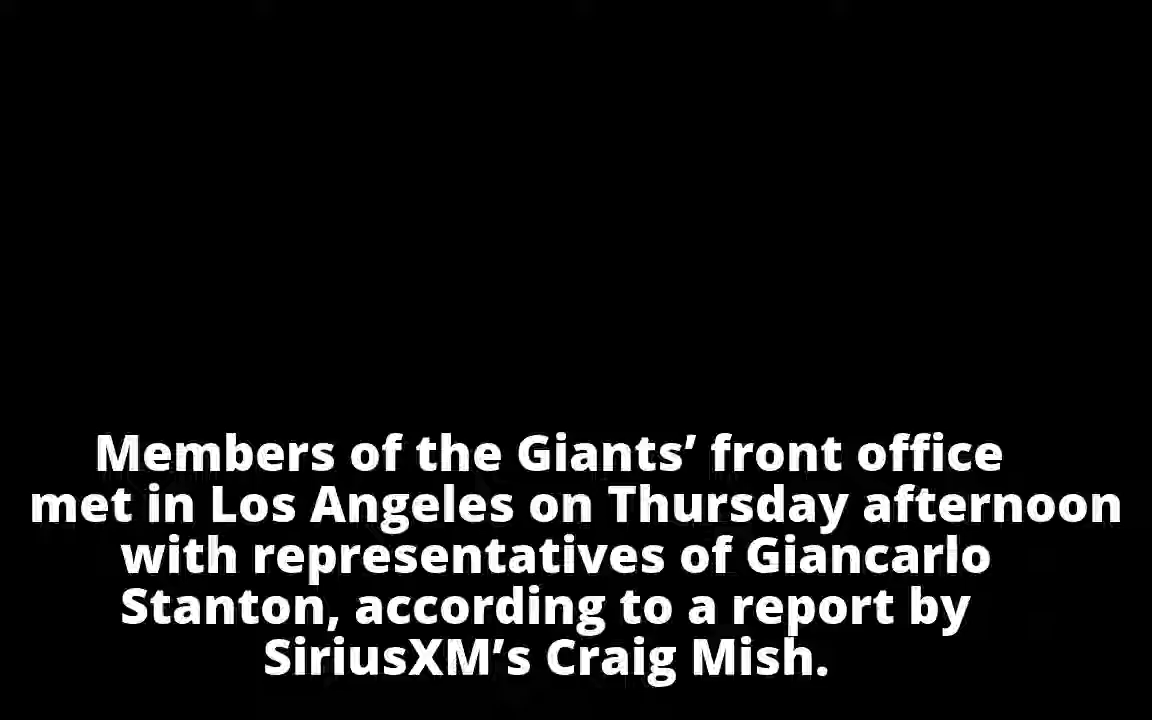 Members of the Giants’ front office
met in Los Angeles on Thursday afternoon
with representatives of Giancarlo
Stanton, according to a report by
SiriusXM’s Craig Mish.